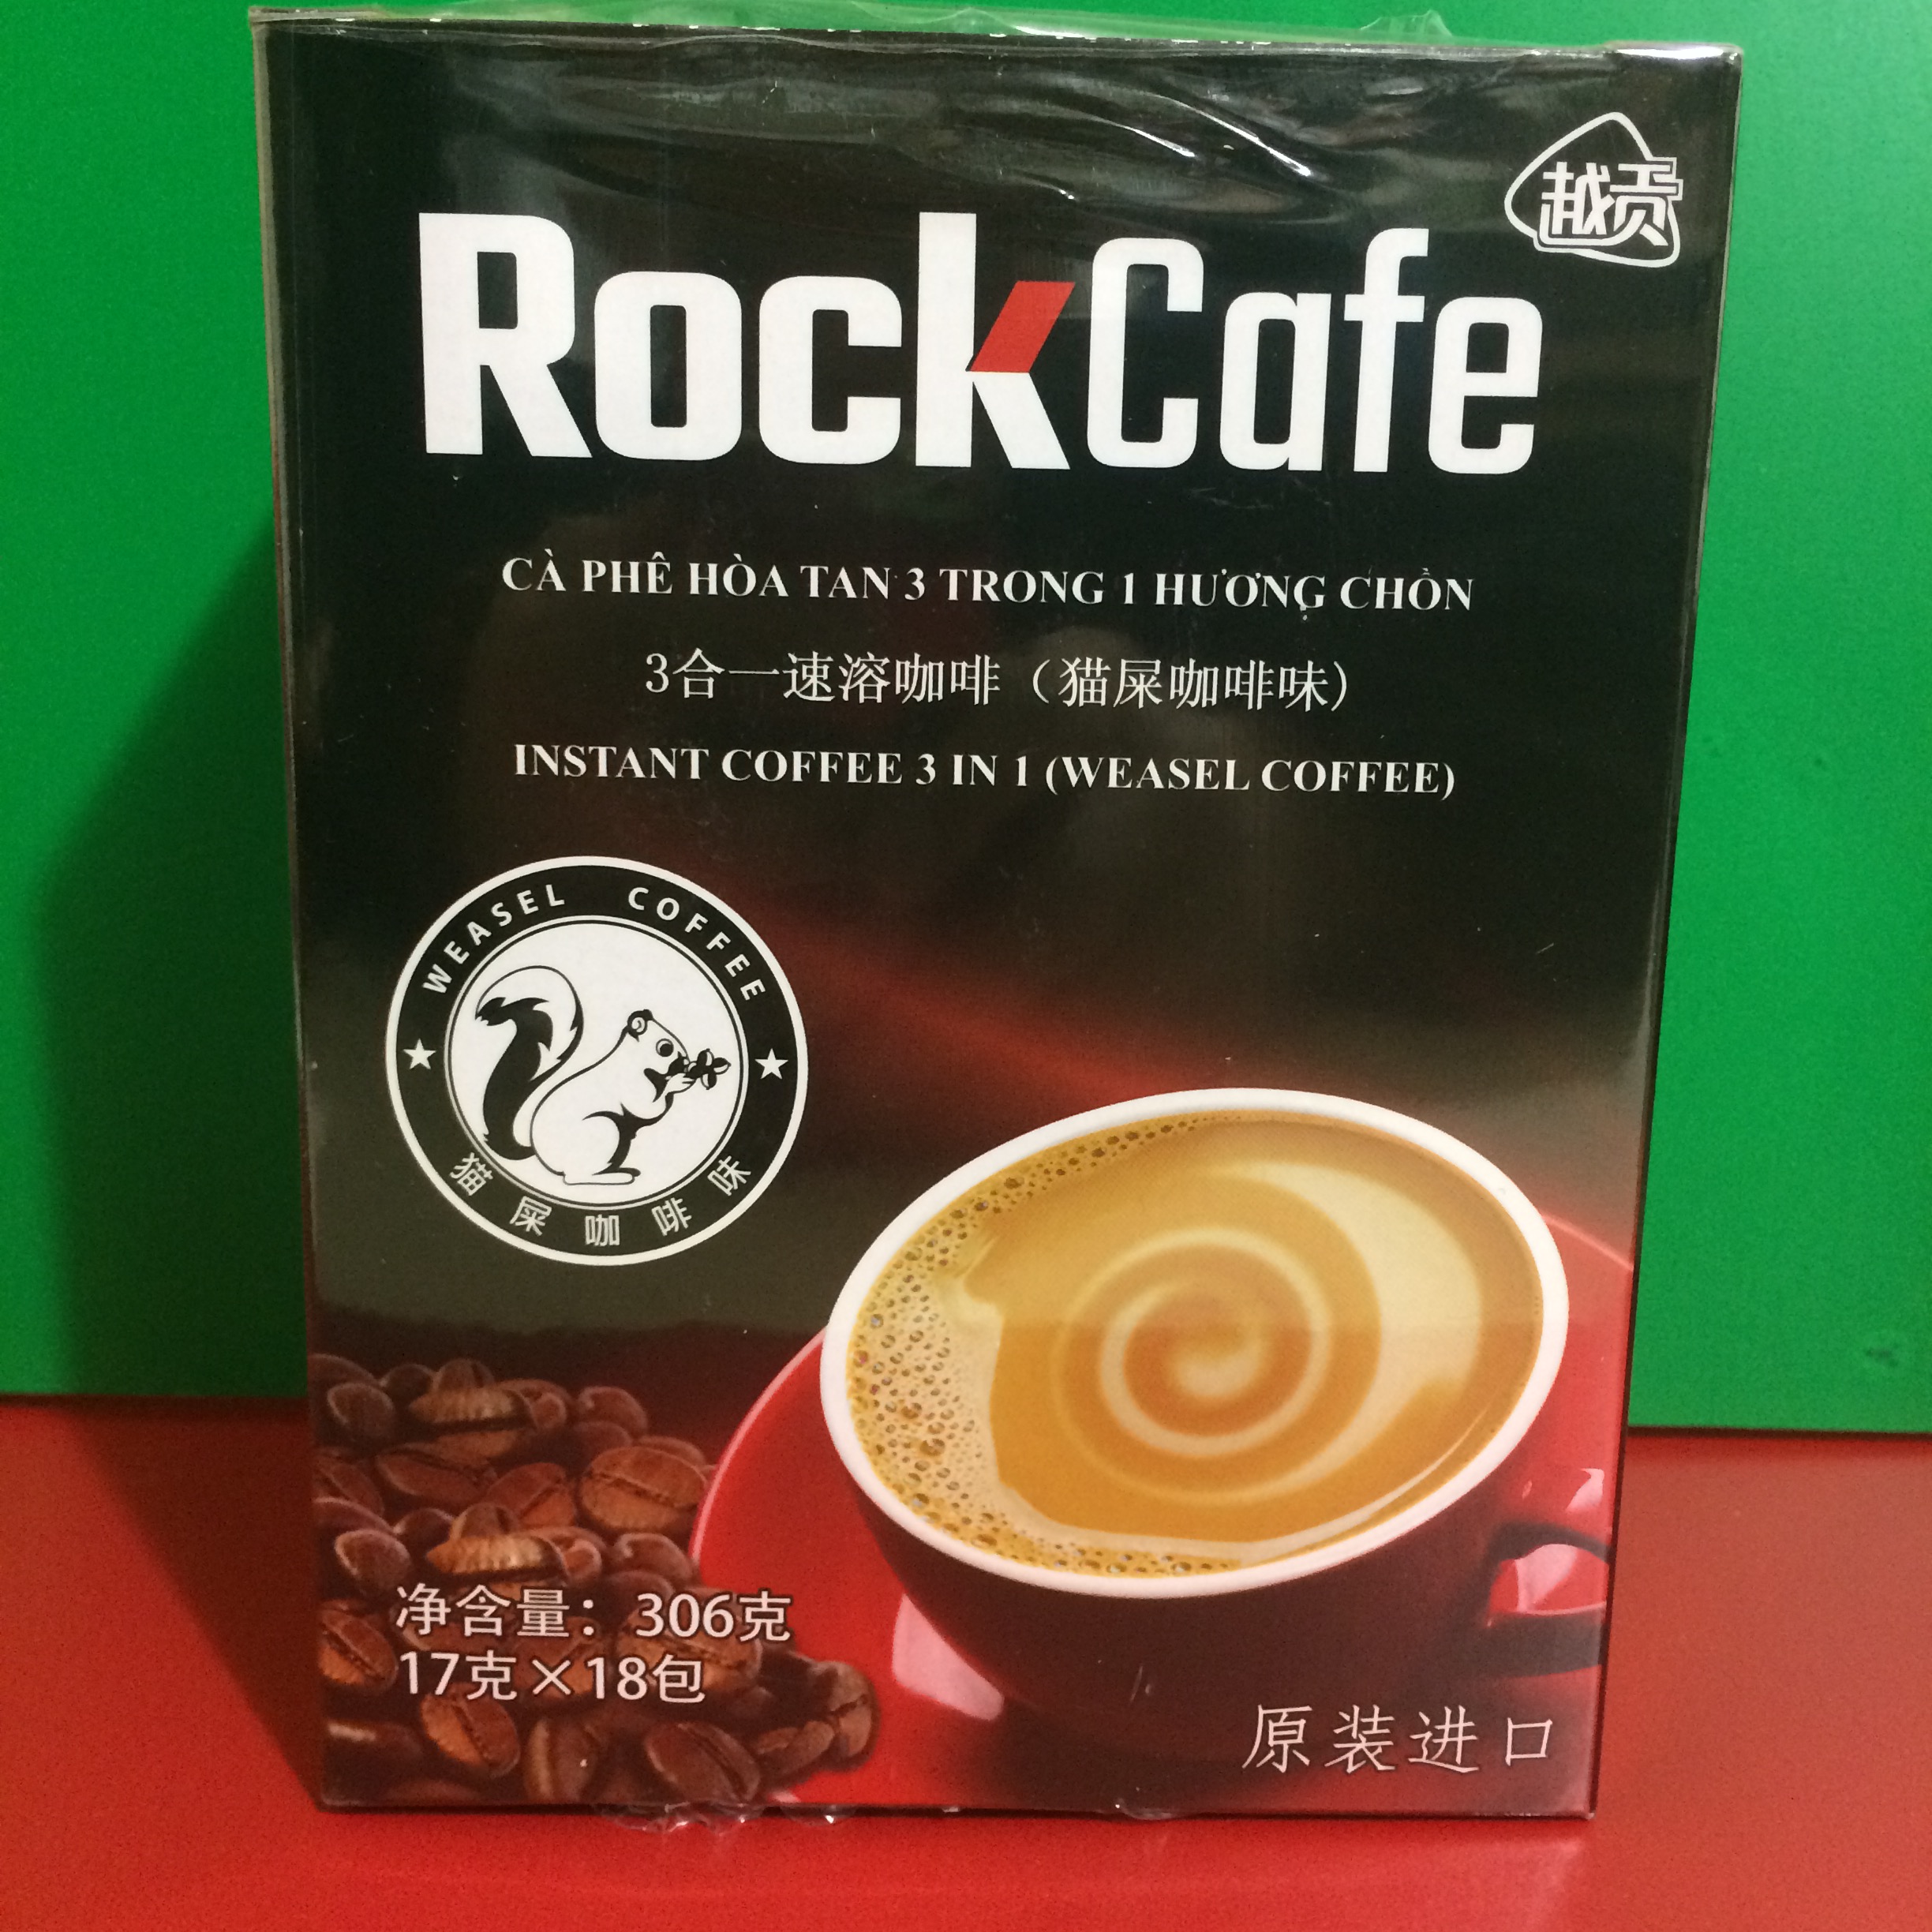 越贡
RockCafe
CÀ PHÊ HÒA TAN 3 TRONG 1 HƯƠNG CHỒN
3合一速溶咖啡（猫屎咖啡味）
INSTANT COFFEE 3 IN 1 (WEASEL COFFEE)
WEASEL COFFEE
猫屎咖啡味
净含量：306克
17克×18包
原装进口